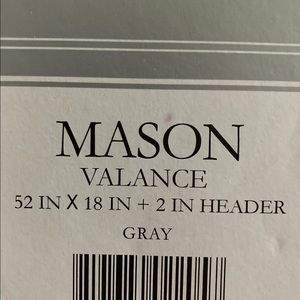 MASON
VALANCE
52 IN X 18 IN + 2 IN HEADER
GRAY